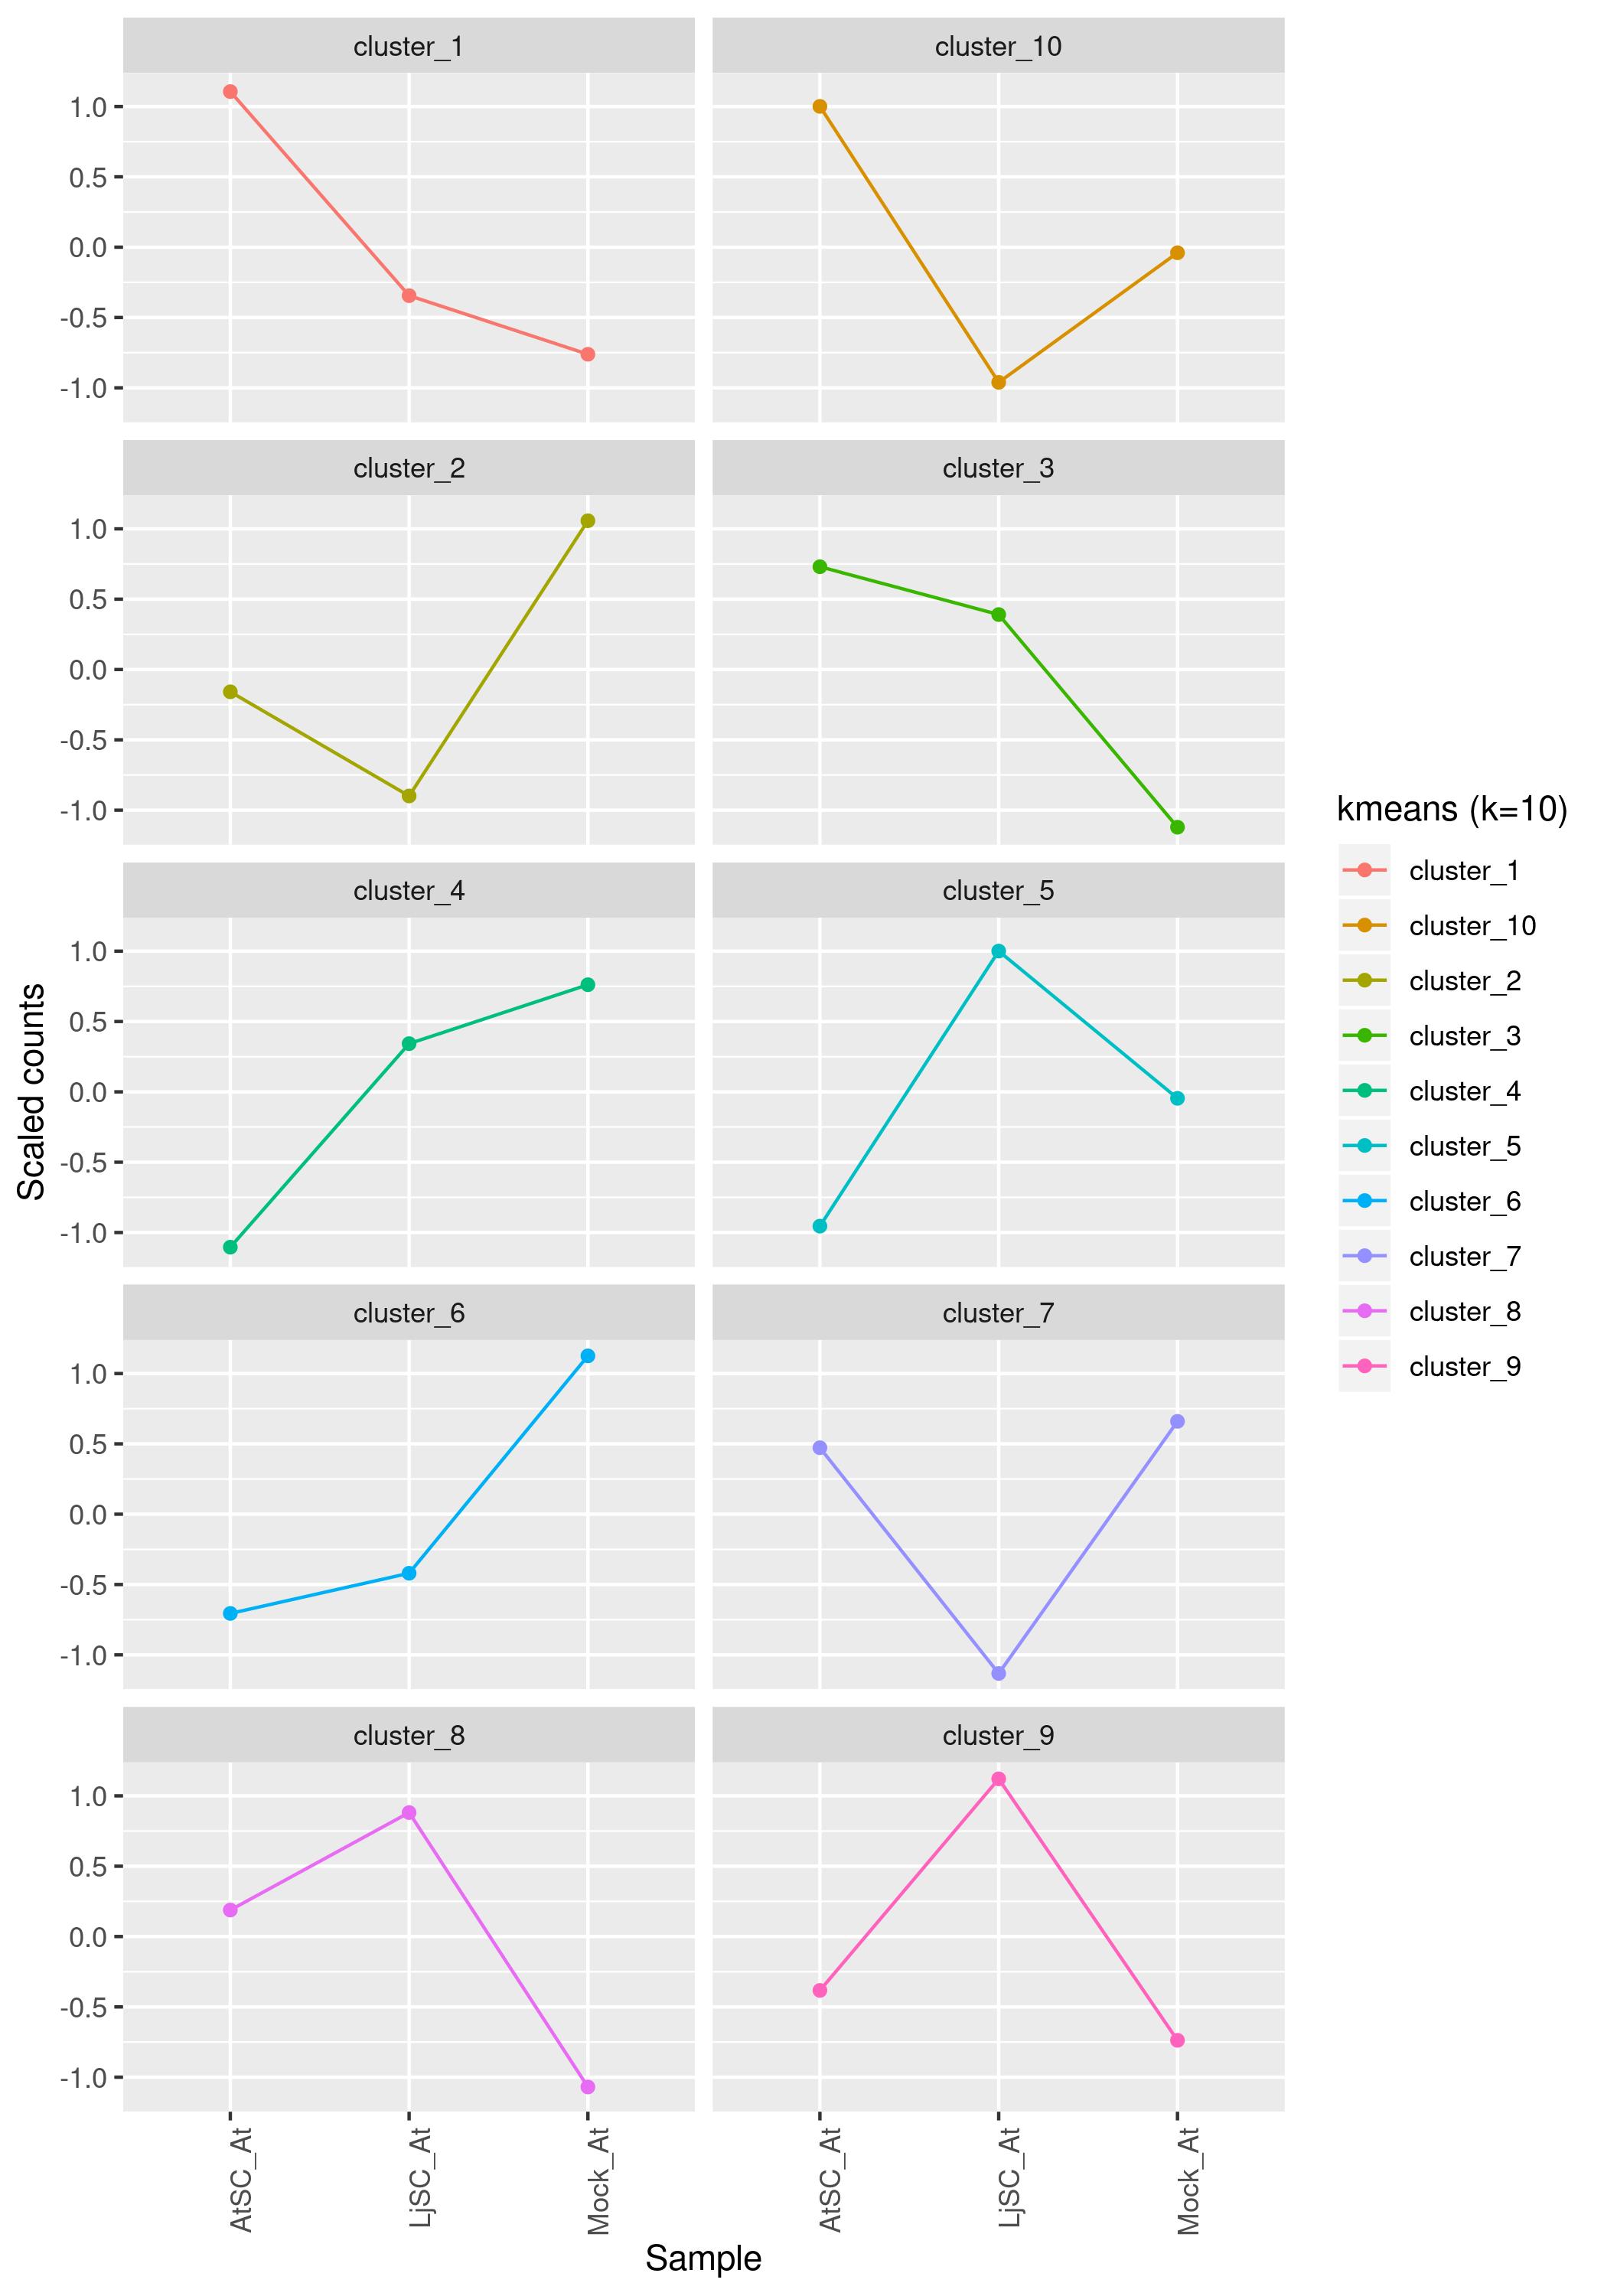 cluster_1
cluster_10
1.0
0.5
0.0
-0.5
-1.0
cluster_2
cluster_3
1.0
0.5
0.0
-0.5
-1.0
cluster_4
cluster_5
1.0
0.5
0.0
-0.5
-1.0
cluster_6
cluster_7
1.0
0.5
0.0
-0.5
-1.0
cluster_8
cluster_9
1.0
0.5
0.0
-0.5
-1.0
AtSC_At
LjSC_At
Mock_At
AtSC_At
LjSC_At
Mock_At
Sample
Scaled counts
kmeans (k=10)
cluster_1
cluster_10
cluster_2
cluster_3
cluster_4
cluster_5
cluster_6
cluster_7
cluster_8
cluster_9